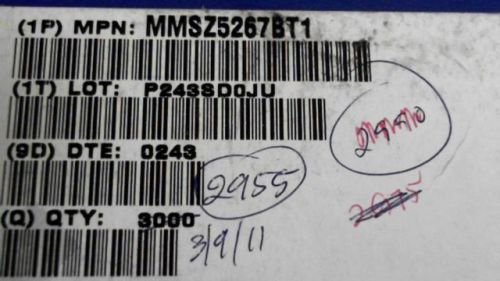 (1P) MPN: MMSZ5267BT1
(1T) LOT: P243SD0JU
(9D) DTE: 0243
2955
(Q) QTY: 3000
3/9/11